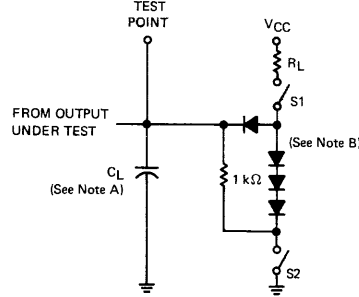 TEST
POINT
VCC
RL
S1
FROM OUTPUT
UNDER TEST
(See Note B)
CL
(See Note A)
1 kΩ
S2